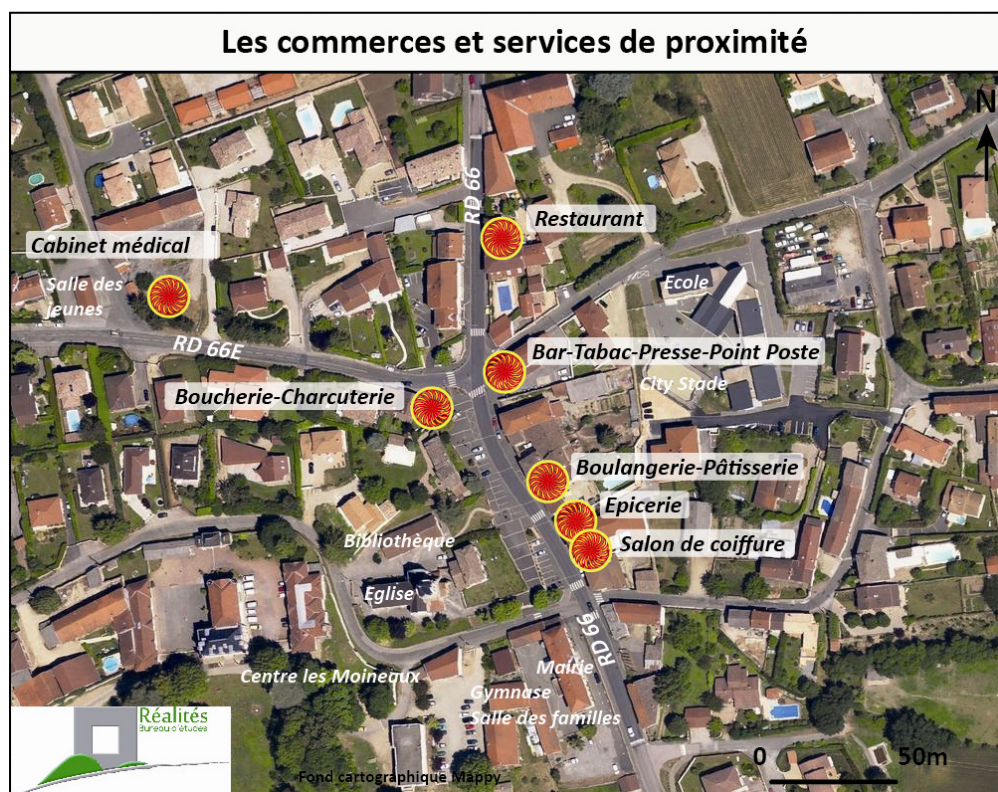 Les commerces et services de proximité
N
RD 66
Restaurant
Cabinet médical
Salle des
jeunes
Ecole
RD 66E
Bar-Tabac-Presse-Point Poste
City Stade
Boucherie-Charcuterie
Boulangerie-Pâtisserie
Epicerie
Salon de coiffure
Bibliothèque
Eglise
RD 66
Mairie
Centre les Moineaux
Gymnase
Salle des familles
Réalités
Bureau d'études
0 50m
Fond cartographique Mappy